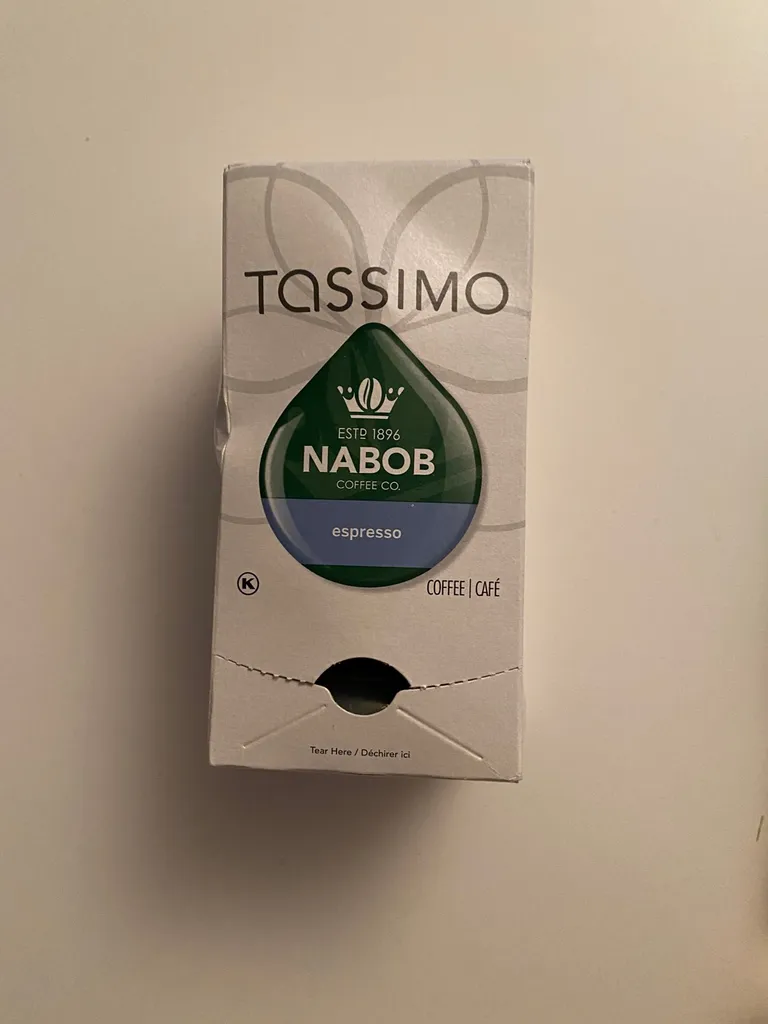 TASSIMO
ESTD 1896
NABOB
COFFEE CO.
espresso
K
COFFEE | CAFÉ
Tear Here / Déchirer ici